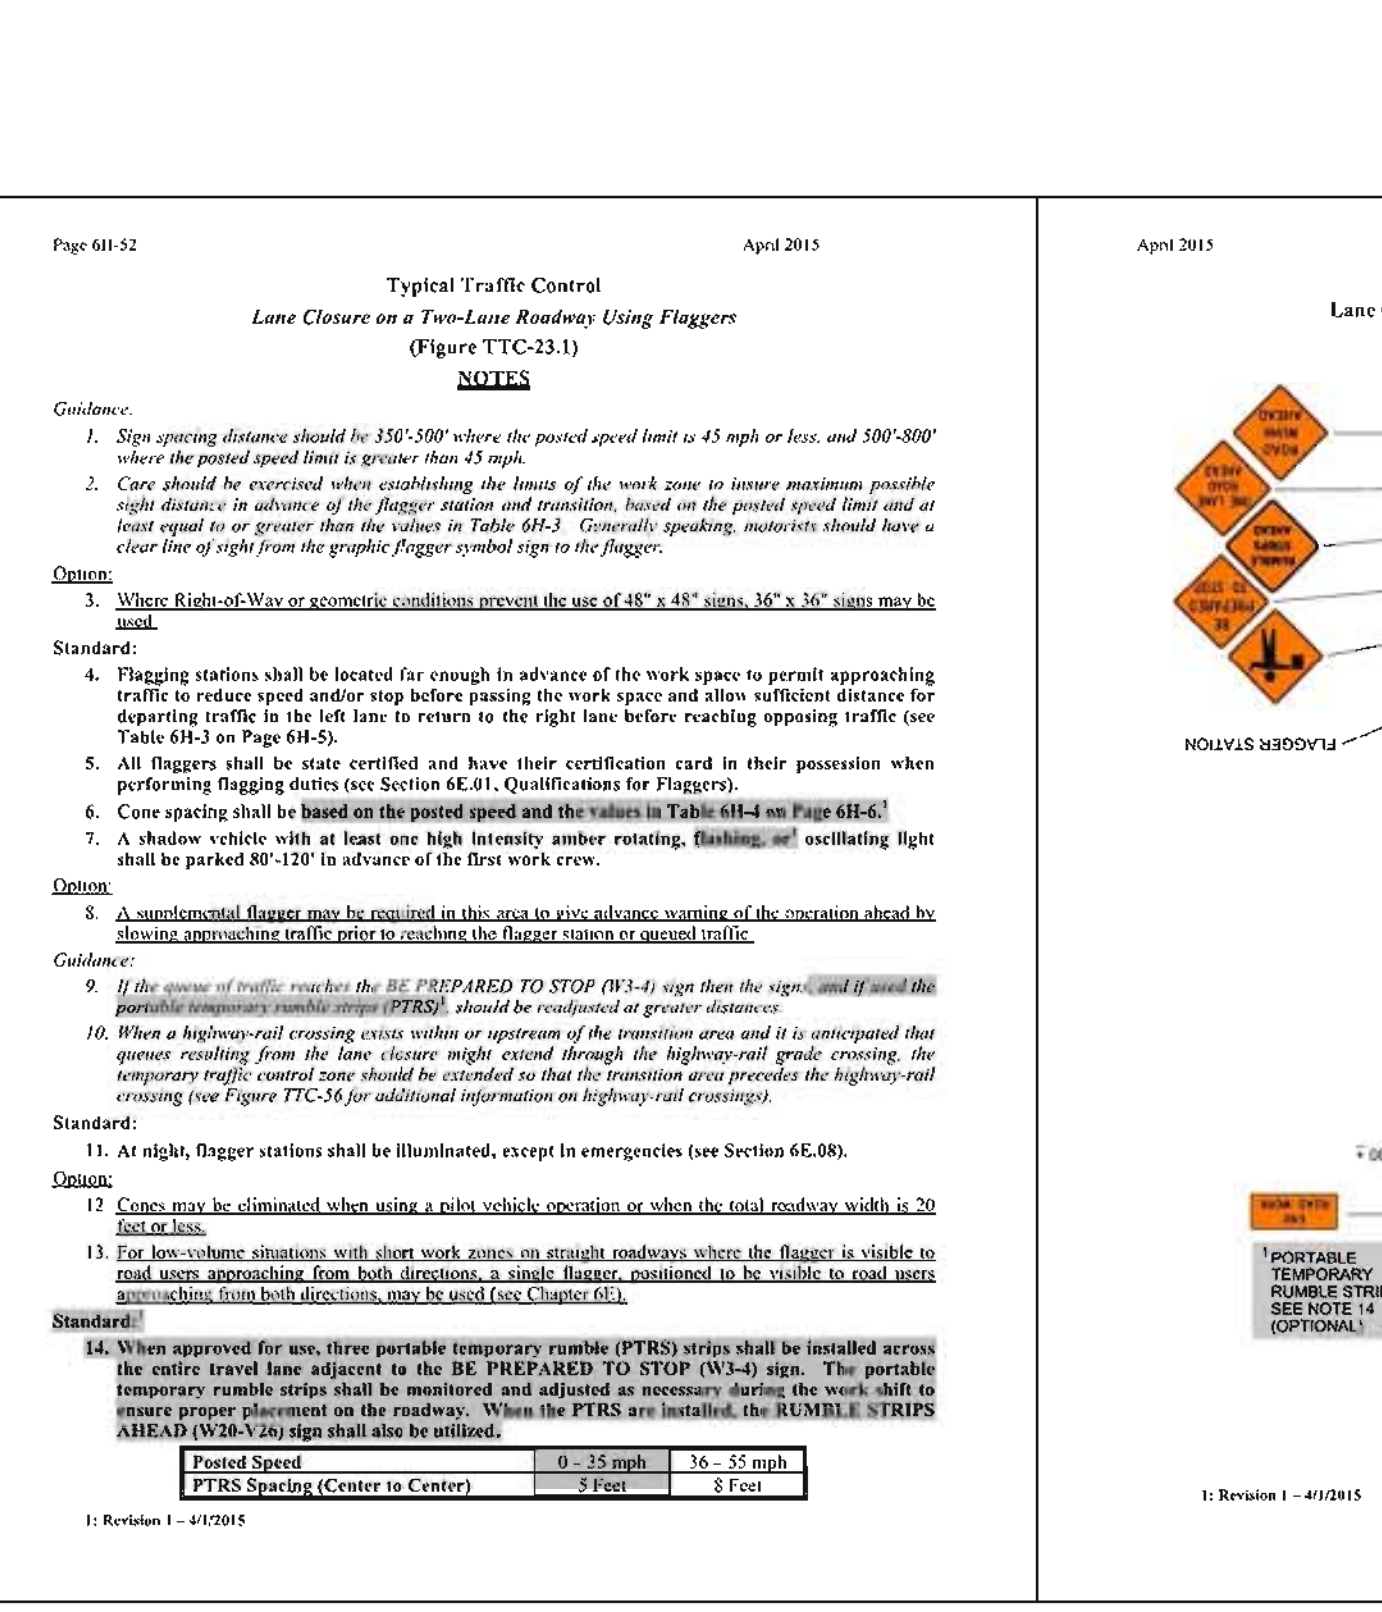 Page 6H-52 April 2015
Typical Traffic Control
Lane Closure on a Two-Lane Roadway Using Flaggers
(Figure TTC-23.1)
NOTES
Guidance:
1. Sign spacing distance should be 350'-500' where the posted speed limit is 45 mph or less, and 500'-800'
where the posted speed limit is greater than 45 mph.
2. Care should be exercised when establishing the limits of the work zone to insure maximum possible
sight distance in advance of the flagger station and transition, based on the posted speed limit and at
least equal to or greater than the values in Table 6H-3. Generally speaking, motorists should have a
clear line of sight from the graphic flagger symbol sign to the flagger.
Option:
3. Where Right-of-Way or geometric conditions prevent the use of 48" x 48" signs, 36" x 36" signs may be
used.
Standard:
4. Flagging stations shall be located far enough in advance of the work space to permit approaching
traffic to reduce speed and/or stop before passing the work space and allow sufficient distance for
departing traffic in the left lane to return to the right lane before reaching opposing traffic (see
Table 6H-3 on Page 6H-5).
5. All flaggers shall be state certified and have their certification card in their possession when
performing flagging duties (see Section 6E.01, Qualifications for Flaggers).
6. Cone spacing shall be based on the posted speed and the values in Table 6H-4 on Page 6H-6.¹
7. A shadow vehicle with at least one high intensity amber rotating, flashing, or¹ oscillating light
shall be parked 80'-120' in advance of the first work crew.
Option:
8. A supplemental flagger may be required in this area to give advance warning of the operation ahead by
slowing approaching traffic prior to reaching the flagger station or queued traffic.
Guidance:
9. If the queue of traffic reaches the BE PREPARED TO STOP (W3-4) sign then the signs, and if used the
portable temporary rumble strips (PTRS)¹, should be readjusted at greater distances.
10. When a highway-rail crossing exists within or upstream of the transition area and it is anticipated that
queues resulting from the lane closure might extend through the highway-rail grade crossing, the
temporary traffic control zone should be extended so that the transition area precedes the highway-rail
crossing (see Figure TTC-56 for additional information on highway-rail crossings).
Standard:
11. At night, flagger stations shall be illuminated, except in emergencies (see Section 6E.08).
Option:
12. Cones may be eliminated when using a pilot vehicle operation or when the total roadway width is 20
feet or less.
13. For low-volume situations with short work zones on straight roadways where the flagger is visible to
road users approaching from both directions, a single flagger, positioned to be visible to road users
approaching from both directions, may be used (see Chapter 6E).
Standard:¹
14. When approved for use, three portable temporary rumble (PTRS) strips shall be installed across
the entire travel lane adjacent to the BE PREPARED TO STOP (W3-4) sign. The portable
temporary rumble strips shall be monitored and adjusted as necessary during the work shift to
ensure proper placement on the roadway. When the PTRS are installed, the RUMBLE STRIPS
AHEAD (W20-V26) sign shall also be utilized.
Posted Speed 0 – 35 mph 36 – 55 mph
PTRS Spacing (Center to Center) 5 Feet 8 Feet
1: Revision 1 – 4/1/2015
April 2015
Lane
ROAD
WORK
AHEAD
ONE LANE
ROAD
AHEAD
RUMBLE
STRIPS
AHEAD
BE
PREPARED
TO STOP
FLAGGER STATION
END
ROAD WORK
¹ PORTABLE
TEMPORARY
RUMBLE STRI
SEE NOTE 14
(OPTIONAL¹
1: Revision 1 – 4/1/2015